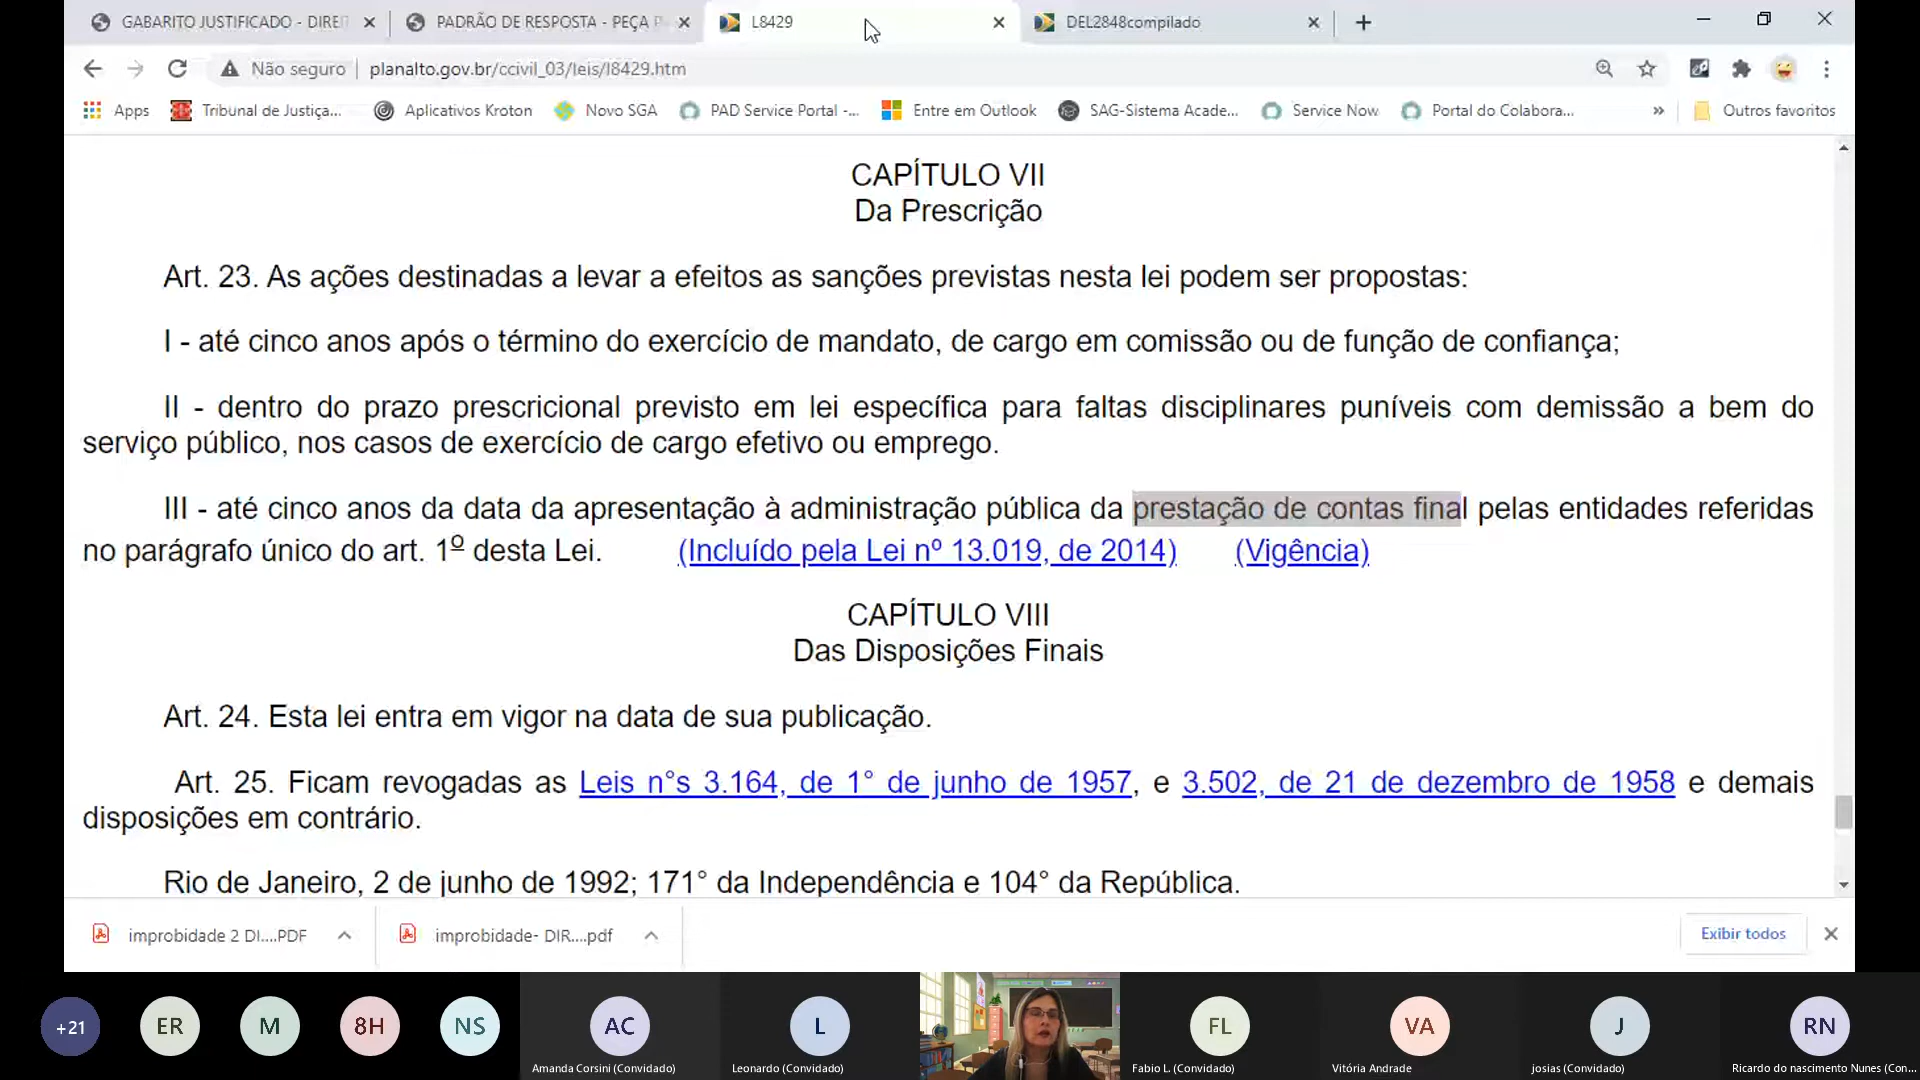 GABARITO JUSTIFICADO - DIREI
PADRÃO DE RESPOSTA - PEÇA P
L8429
DEL2848compilado
Não seguro
planalto.gov.br/ccivil_03/leis/l8429.htm
Apps
Tribunal de Justiça...
Aplicativos Kroton
Novo SGA
PAD Service Portal -...
Entre em Outlook
SAG-Sistema Acade...
Service Now
Portal do Colabora...
»
Outros favoritos
CAPÍTULO VII
Da Prescrição
Art. 23. As ações destinadas a levar a efeitos as sanções previstas nesta lei podem ser propostas:
I - até cinco anos após o término do exercício de mandato, de cargo em comissão ou de função de confiança;
II - dentro do prazo prescricional previsto em lei específica para faltas disciplinares puníveis com demissão a bem do
serviço público, nos casos de exercício de cargo efetivo ou emprego.
III - até cinco anos da data da apresentação à administração pública da prestação de contas final pelas entidades referidas
no parágrafo único do art. 1º desta Lei. (Incluído pela Lei nº 13.019, de 2014) (Vigência)
CAPÍTULO VIII
Das Disposições Finais
Art. 24. Esta lei entra em vigor na data de sua publicação.
Art. 25. Ficam revogadas as Leis n°s 3.164, de 1° de junho de 1957, e 3.502, de 21 de dezembro de 1958 e demais
disposições em contrário.
Rio de Janeiro, 2 de junho de 1992; 171° da Independência e 104° da República.
improbidade 2 DI....PDF
improbidade- DIR....pdf
Exibir todos
+21
ER
M
8H
NS
AC
Amanda Corsini (Convidado)
L
Leonardo (Convidado)
FL
Fabio L. (Convidado)
VA
Vitória Andrade
J
josias (Convidado)
RN
Ricardo do nascimento Nunes (Con...